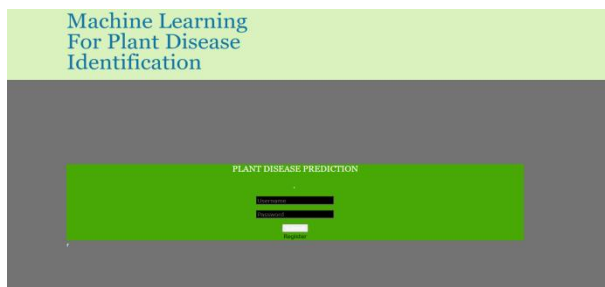 Machine Learning
For Plant Disease
Identification
PLANT DISEASE PREDICTION
Username
Password
Register